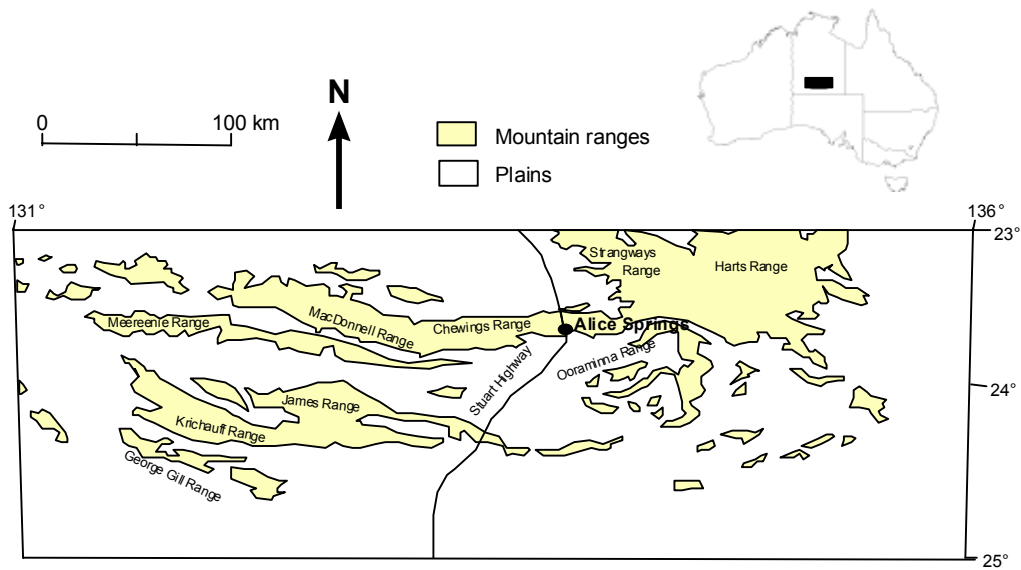 N
0 100 km
Mountain ranges
Plains
131°
136°
23°
Strangways
Range
Harts Range
MacDonnell Range
Meereenie Range
Chewings Range
Alice Springs
Ooraminna Range
Stuart Highway
24°
James Range
Krichauff Range
George Gill Range
25°